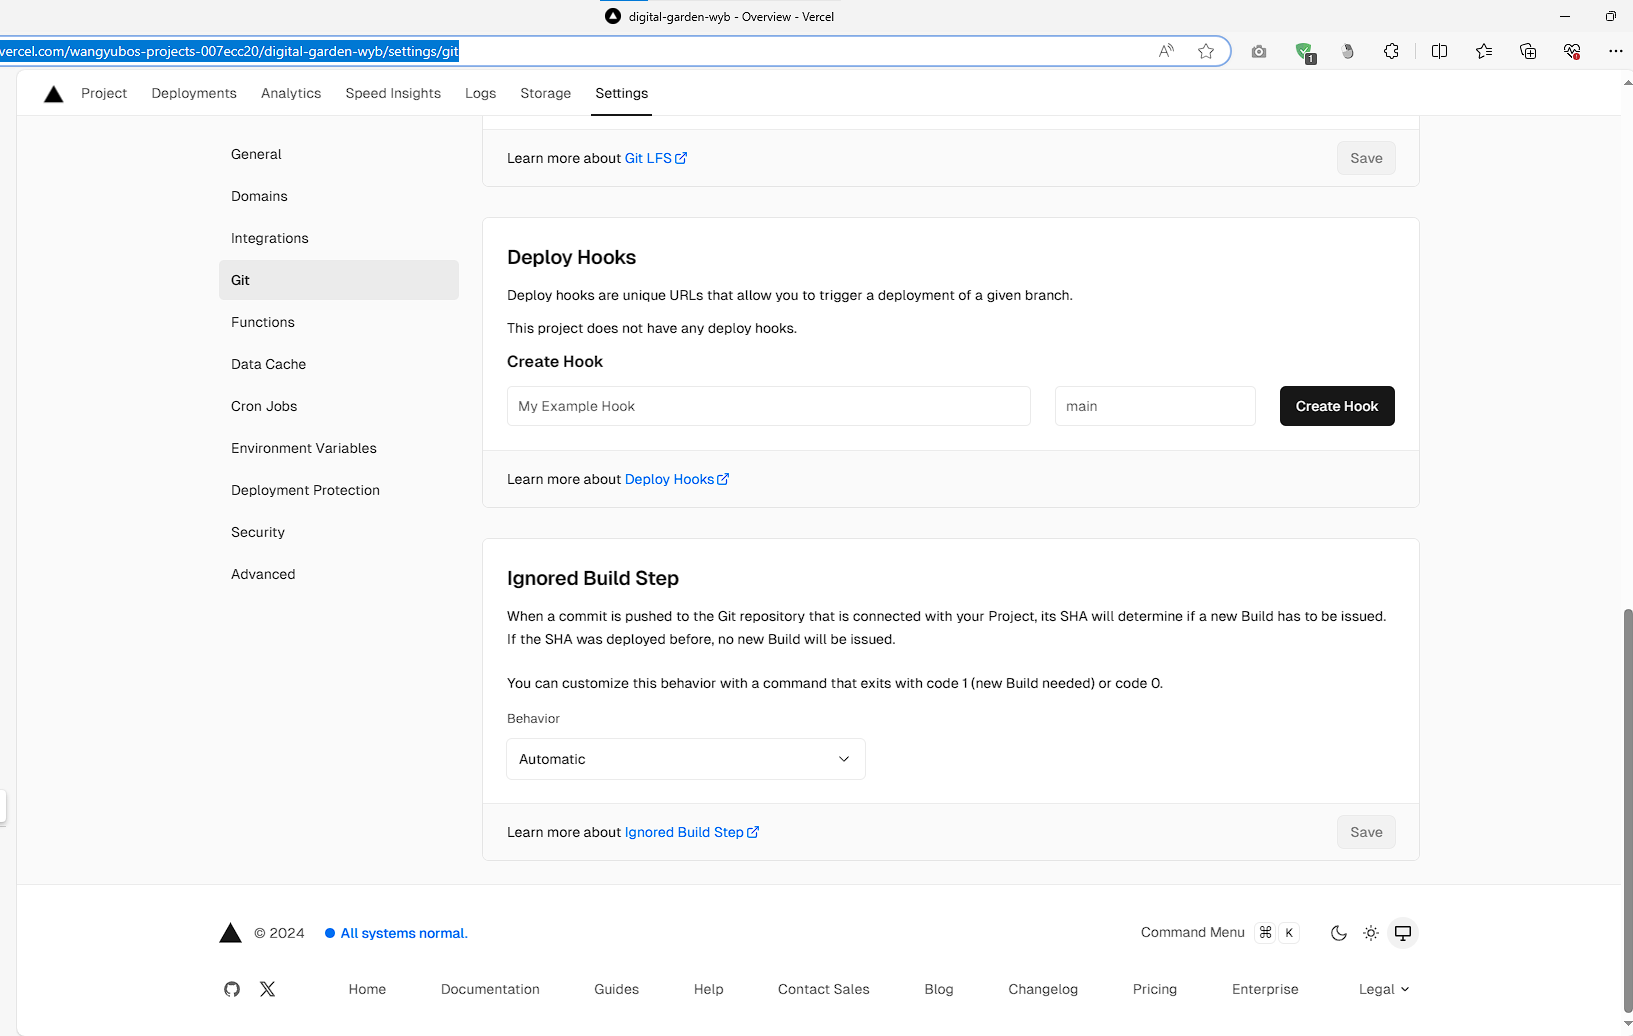 digital-garden-wyb - Overview - Vercel
vercel.com/wangyubos-projects-007ecc20/digital-garden-wyb/settings/git
1
Project Deployments Analytics Speed Insights Logs Storage Settings
General
Domains
Integrations
Git
Functions
Data Cache
Cron Jobs
Environment Variables
Deployment Protection
Security
Advanced
Learn more about Git LFS
Save
Deploy Hooks
Deploy hooks are unique URLs that allow you to trigger a deployment of a given branch.
This project does not have any deploy hooks.
Create Hook
My Example Hook main Create Hook
Learn more about Deploy Hooks
Ignored Build Step
When a commit is pushed to the Git repository that is connected with your Project, its SHA will determine if a new Build has to be issued.
If the SHA was deployed before, no new Build will be issued.
You can customize this behavior with a command that exits with code 1 (new Build needed) or code 0.
Behavior
Automatic
Learn more about Ignored Build Step
Save
© 2024 All systems normal.
Command Menu ⌘ K
Home Documentation Guides Help Contact Sales Blog Changelog Pricing Enterprise Legal